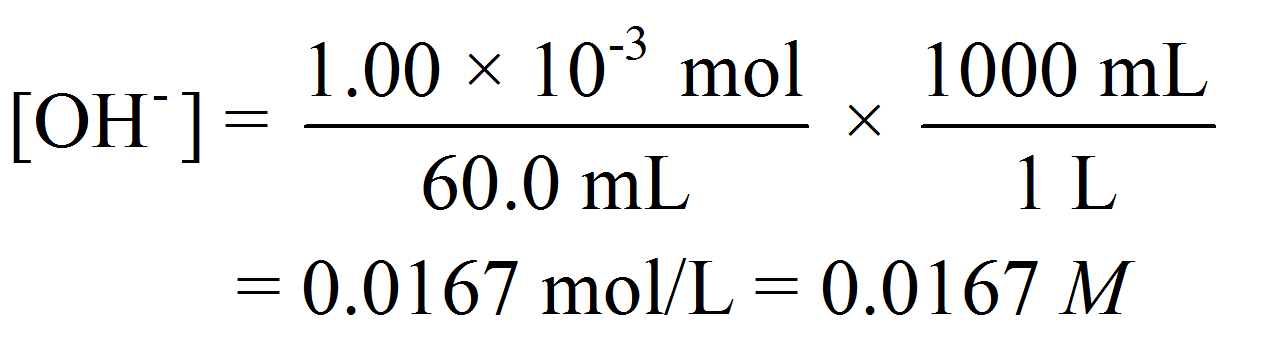 [OH⁻] = 1.00 × 10⁻³ mol / 60.0 mL × 1000 mL / 1 L
= 0.0167 mol/L = 0.0167 M